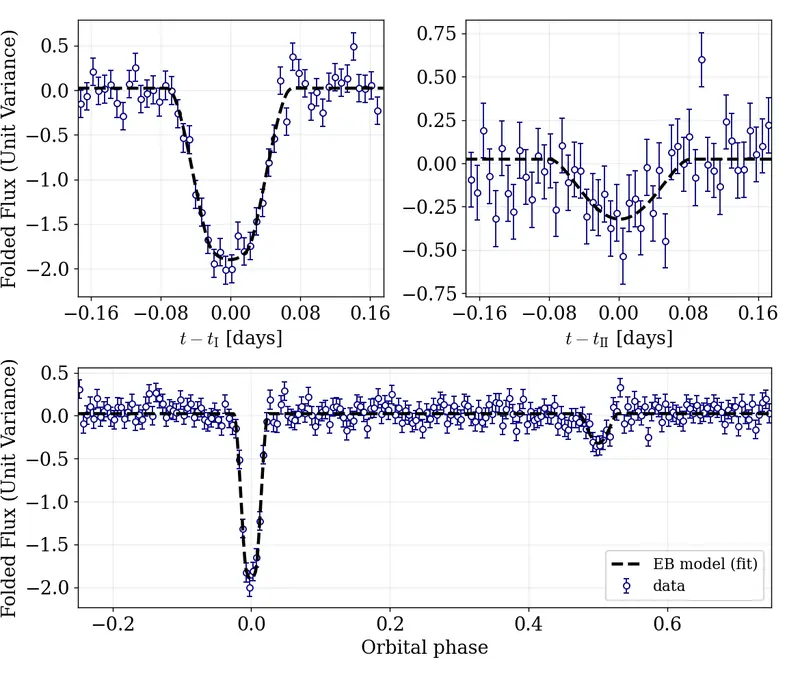 Folded Flux (Unit Variance)
0.5
0.0
−0.5
−1.0
−1.5
−2.0
−0.16 −0.08 0.00 0.08 0.16
t − tI [days]
0.75
0.50
0.25
0.00
−0.25
−0.50
−0.75
−0.16 −0.08 0.00 0.08 0.16
t − tII [days]
Folded Flux (Unit Variance)
0.5
0.0
−0.5
−1.0
−1.5
−2.0
EB model (fit)
data
−0.2 0.0 0.2 0.4 0.6
Orbital phase